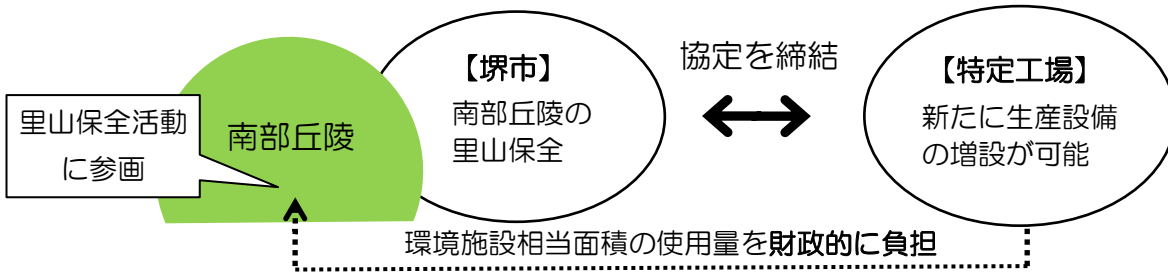 里山保全活動
に参画
南部丘陵
【堺市】
南部丘陵の
里山保全
協定を締結
【特定工場】
新たに生産設備
の増設が可能
環境施設相当面積の使用量を財政的に負担